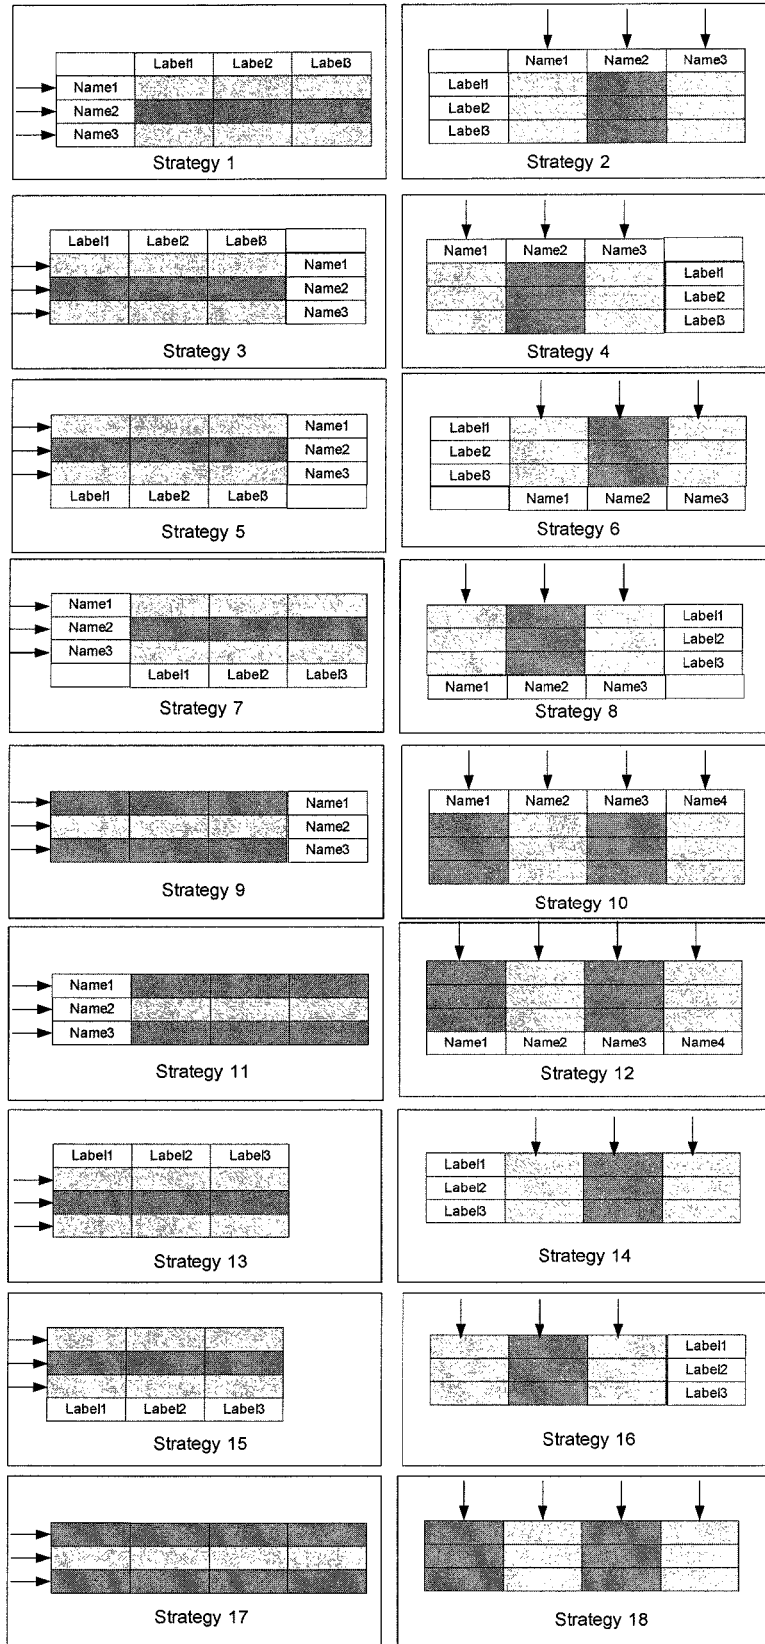 Label1 Label2 Label3
Name1
Name2
Name3
Strategy 1
Name1 Name2 Name3
Label1
Label2
Label3
Strategy 2
Label1 Label2 Label3
Name1
Name2
Name3
Strategy 3
Name1 Name2 Name3
Label1
Label2
Label3
Strategy 4
Name1
Name2
Name3
Label1 Label2 Label3
Strategy 5
Label1
Label2
Label3
Name1 Name2 Name3
Strategy 6
Name1
Name2
Name3
Label1 Label2 Label3
Strategy 7
Label1
Label2
Label3
Name1 Name2 Name3
Strategy 8
Name1
Name2
Name3
Strategy 9
Name1 Name2 Name3 Name4
Strategy 10
Name1
Name2
Name3
Strategy 11
Name1 Name2 Name3 Name4
Strategy 12
Label1 Label2 Label3
Strategy 13
Label1
Label2
Label3
Strategy 14
Label1 Label2 Label3
Strategy 15
Label1
Label2
Label3
Strategy 16
Strategy 17
Strategy 18